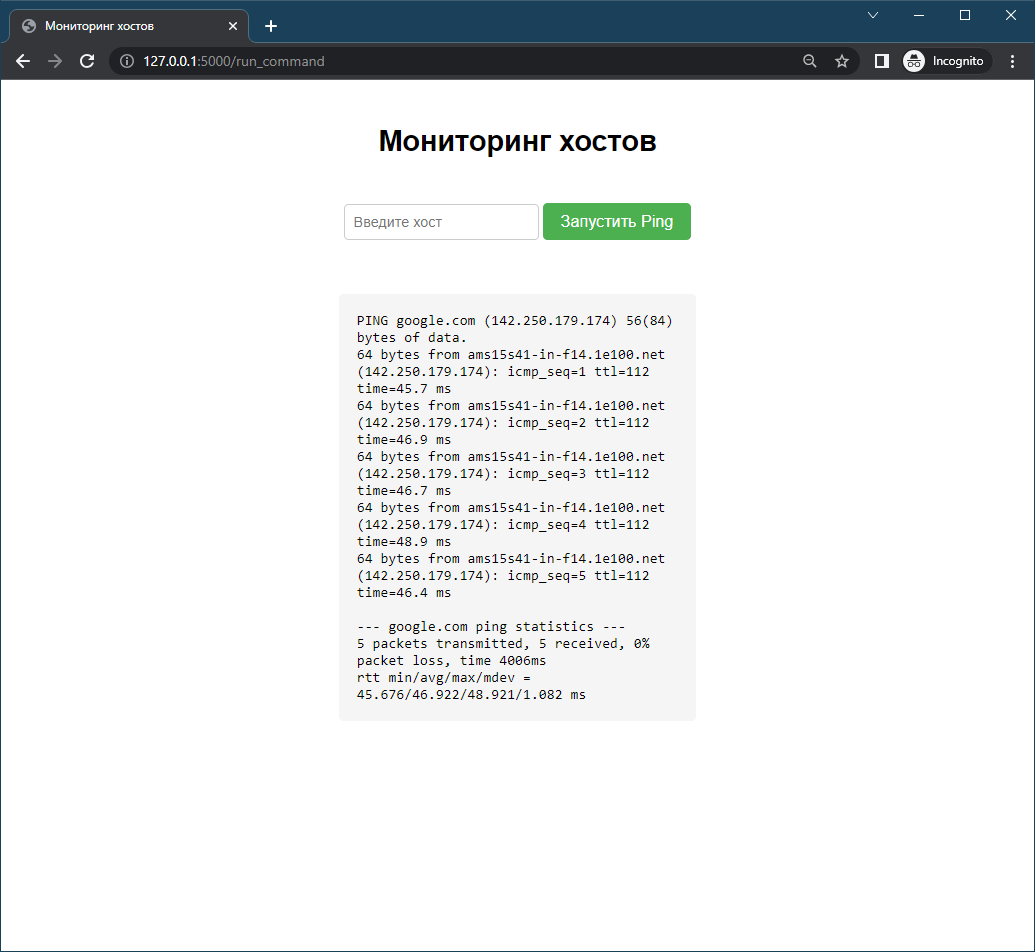 Мониторинг хостов
127.0.0.1:5000/run_command
Incognito
Мониторинг хостов
Введите хост
Запустить Ping
PING google.com (142.250.179.174) 56(84)
bytes of data.
64 bytes from ams15s41-in-f14.1e100.net
(142.250.179.174): icmp_seq=1 ttl=112
time=45.7 ms
64 bytes from ams15s41-in-f14.1e100.net
(142.250.179.174): icmp_seq=2 ttl=112
time=46.9 ms
64 bytes from ams15s41-in-f14.1e100.net
(142.250.179.174): icmp_seq=3 ttl=112
time=46.7 ms
64 bytes from ams15s41-in-f14.1e100.net
(142.250.179.174): icmp_seq=4 ttl=112
time=48.9 ms
64 bytes from ams15s41-in-f14.1e100.net
(142.250.179.174): icmp_seq=5 ttl=112
time=46.4 ms
--- google.com ping statistics ---
5 packets transmitted, 5 received, 0%
packet loss, time 4006ms
rtt min/avg/max/mdev =
45.676/46.922/48.921/1.082 ms